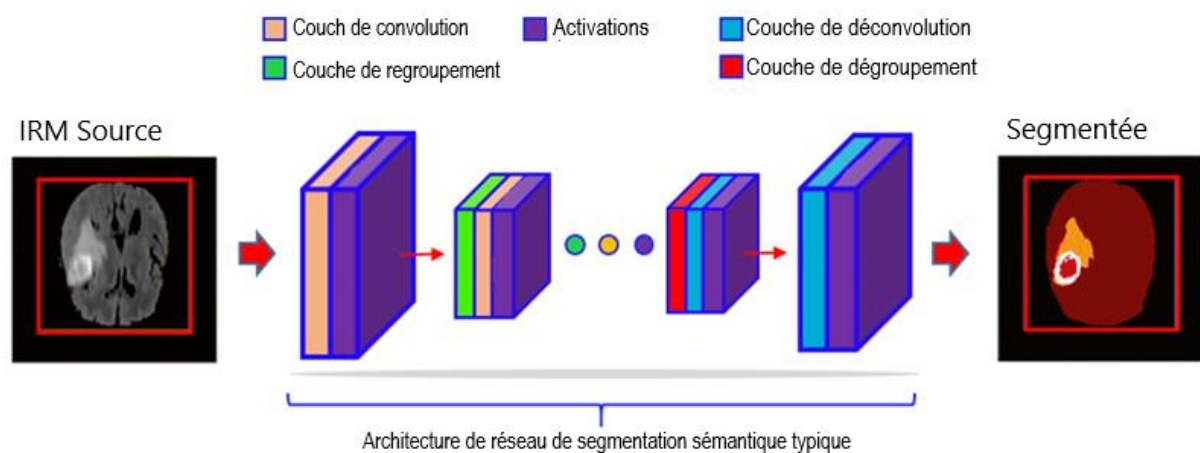 Couch de convolution
Activations
Couche de déconvolution
Couche de regroupement
Couche de dégroupement
IRM Source
Segmentée
Architecture de réseau de segmentation sémantique typique